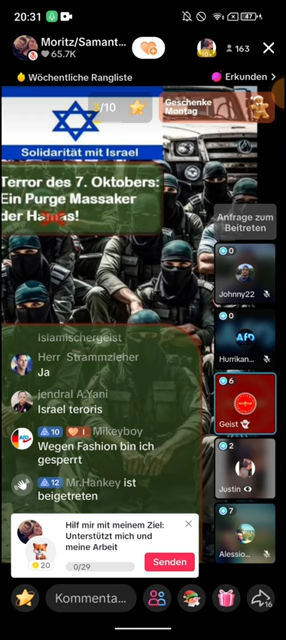 20:31
47
Moritz/Samant...
65.7K
163
Wöchentliche Rangliste
Erkunden >
/10
Geschenke
Montag
Solidarität mit Israel
Terror des 7. Oktobers:
Ein Purge Massaker
der Hamas!
Anfrage zum
Beitreten
0
Johnny22
0
AfD
Hurrikan...
6
Geist
2
Justin
7
Alessio...
Islamischergeist
Herr Strammzieher
Ja
jendral A.Yani
Israel teroris
10 I Mikeyboy
Wegen Fashion bin ich
gesperrt
12 Mr.Hankey ist
beigetreten
Hilf mir mit meinem Ziel:
Unterstützt mich und
meine Arbeit
20
0/29
Senden
Kommenta...
16